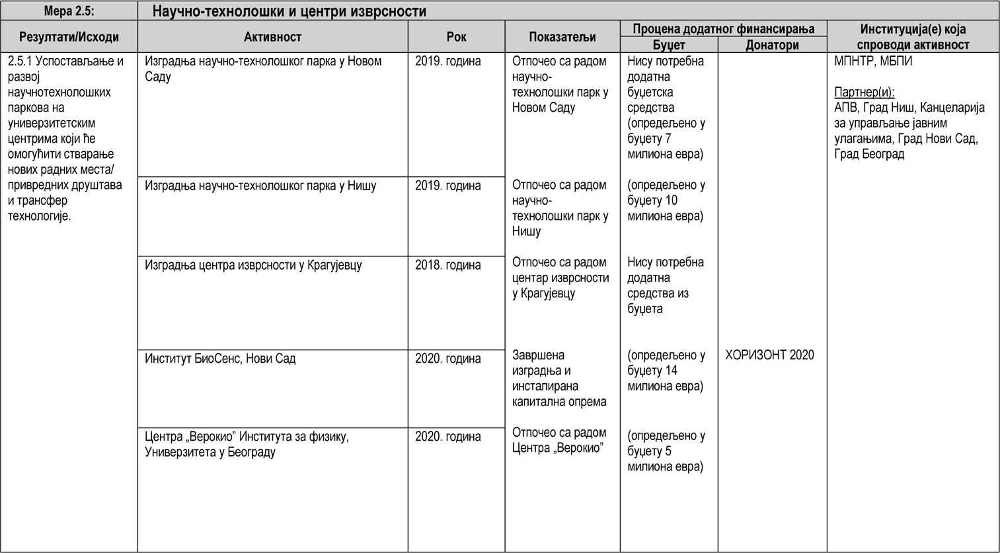 Мера 2.5:
Научно-технолошки и центри изврсности
Резултати/Исходи
Активност
Рок
Показатељи
Процена додатног финансирања
Буџет
Донатори
Институција(е) која
спроводи активност
2.5.1 Успостављање и
развој
научнотехнолошких
паркова на
универзитетским
центрима који ће
омогућити стварање
нових радних места/
привредних друштава
и трансфер
технологије.
Изградња научно-технолошког парка у Новом
Саду
2019. година
Отпочео са радом
научно-
технолошки парк у
Новом Саду
Нису потребна
додатна
буџетска
средства
(опредељено у
буџету 7
милиона евра)
МПНТР, МБПИ
Партнер(и):
АПВ, Град Ниш, Канцеларија
за управљање јавним
улагањима, Град Нови Сад,
Град Београд
Изградња научно-технолошког парка у Нишу
2019. година
Отпочео са радом
научно-
технолошки парк у
Нишу
(опредељено у
буџету 10
милиона евра)
Изградња центра изврсности у Крагујевцу
2018. година
Отпочео са радом
центар изврсности
у Крагујевцу
Нису потребна
додатна
средства из
буџета
Институт БиоСенс, Нови Сад
2020. година
Завршена
изградња и
инсталирана
капитална опрема
(опредељено у
буџету 14
милиона евра)
ХОРИЗОНТ 2020
Центра „Верокио” Института за физику,
Универзитета у Београду
2020. година
Отпочео са радом
Центра „Верокио”
(опредељено у
буџету 5
милиона евра)